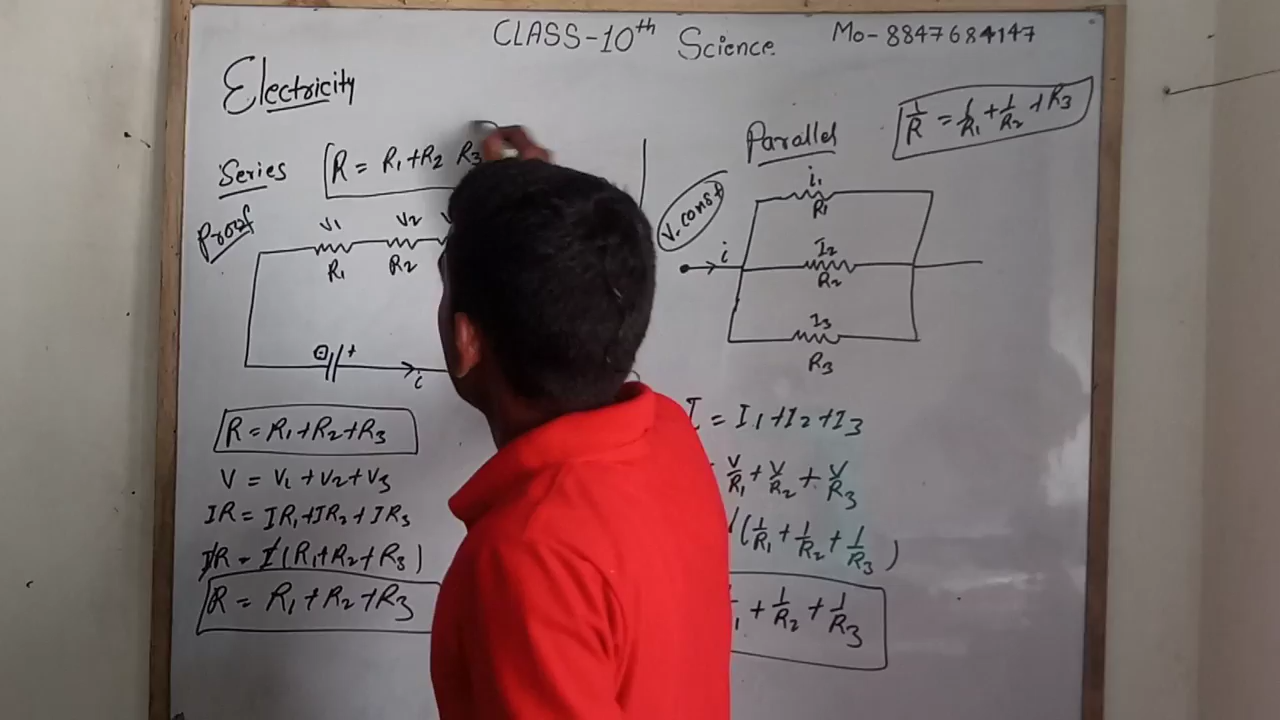 CLASS-10th Science Mo-8847684147
Electricity
Series
R = R1+R2 R3
Proof
V1 V2
R1 R2
+
i
R = R1+R2+R3
V = V1 + V2 + V3
IR = IR1+IR2+IR3
IR = I(R1+R2+R3)
R = R1+R2+R3
Parallel
1/R = 1/R1 + 1/R2 + R3
V. const
i
i1
R1
I2
R2
I3
R3
I = I1+I2+I3
V/R1 + V/R2 + V/R3
(1/R1 + 1/R2 + 1/R3)
+ 1/R2 + 1/R3